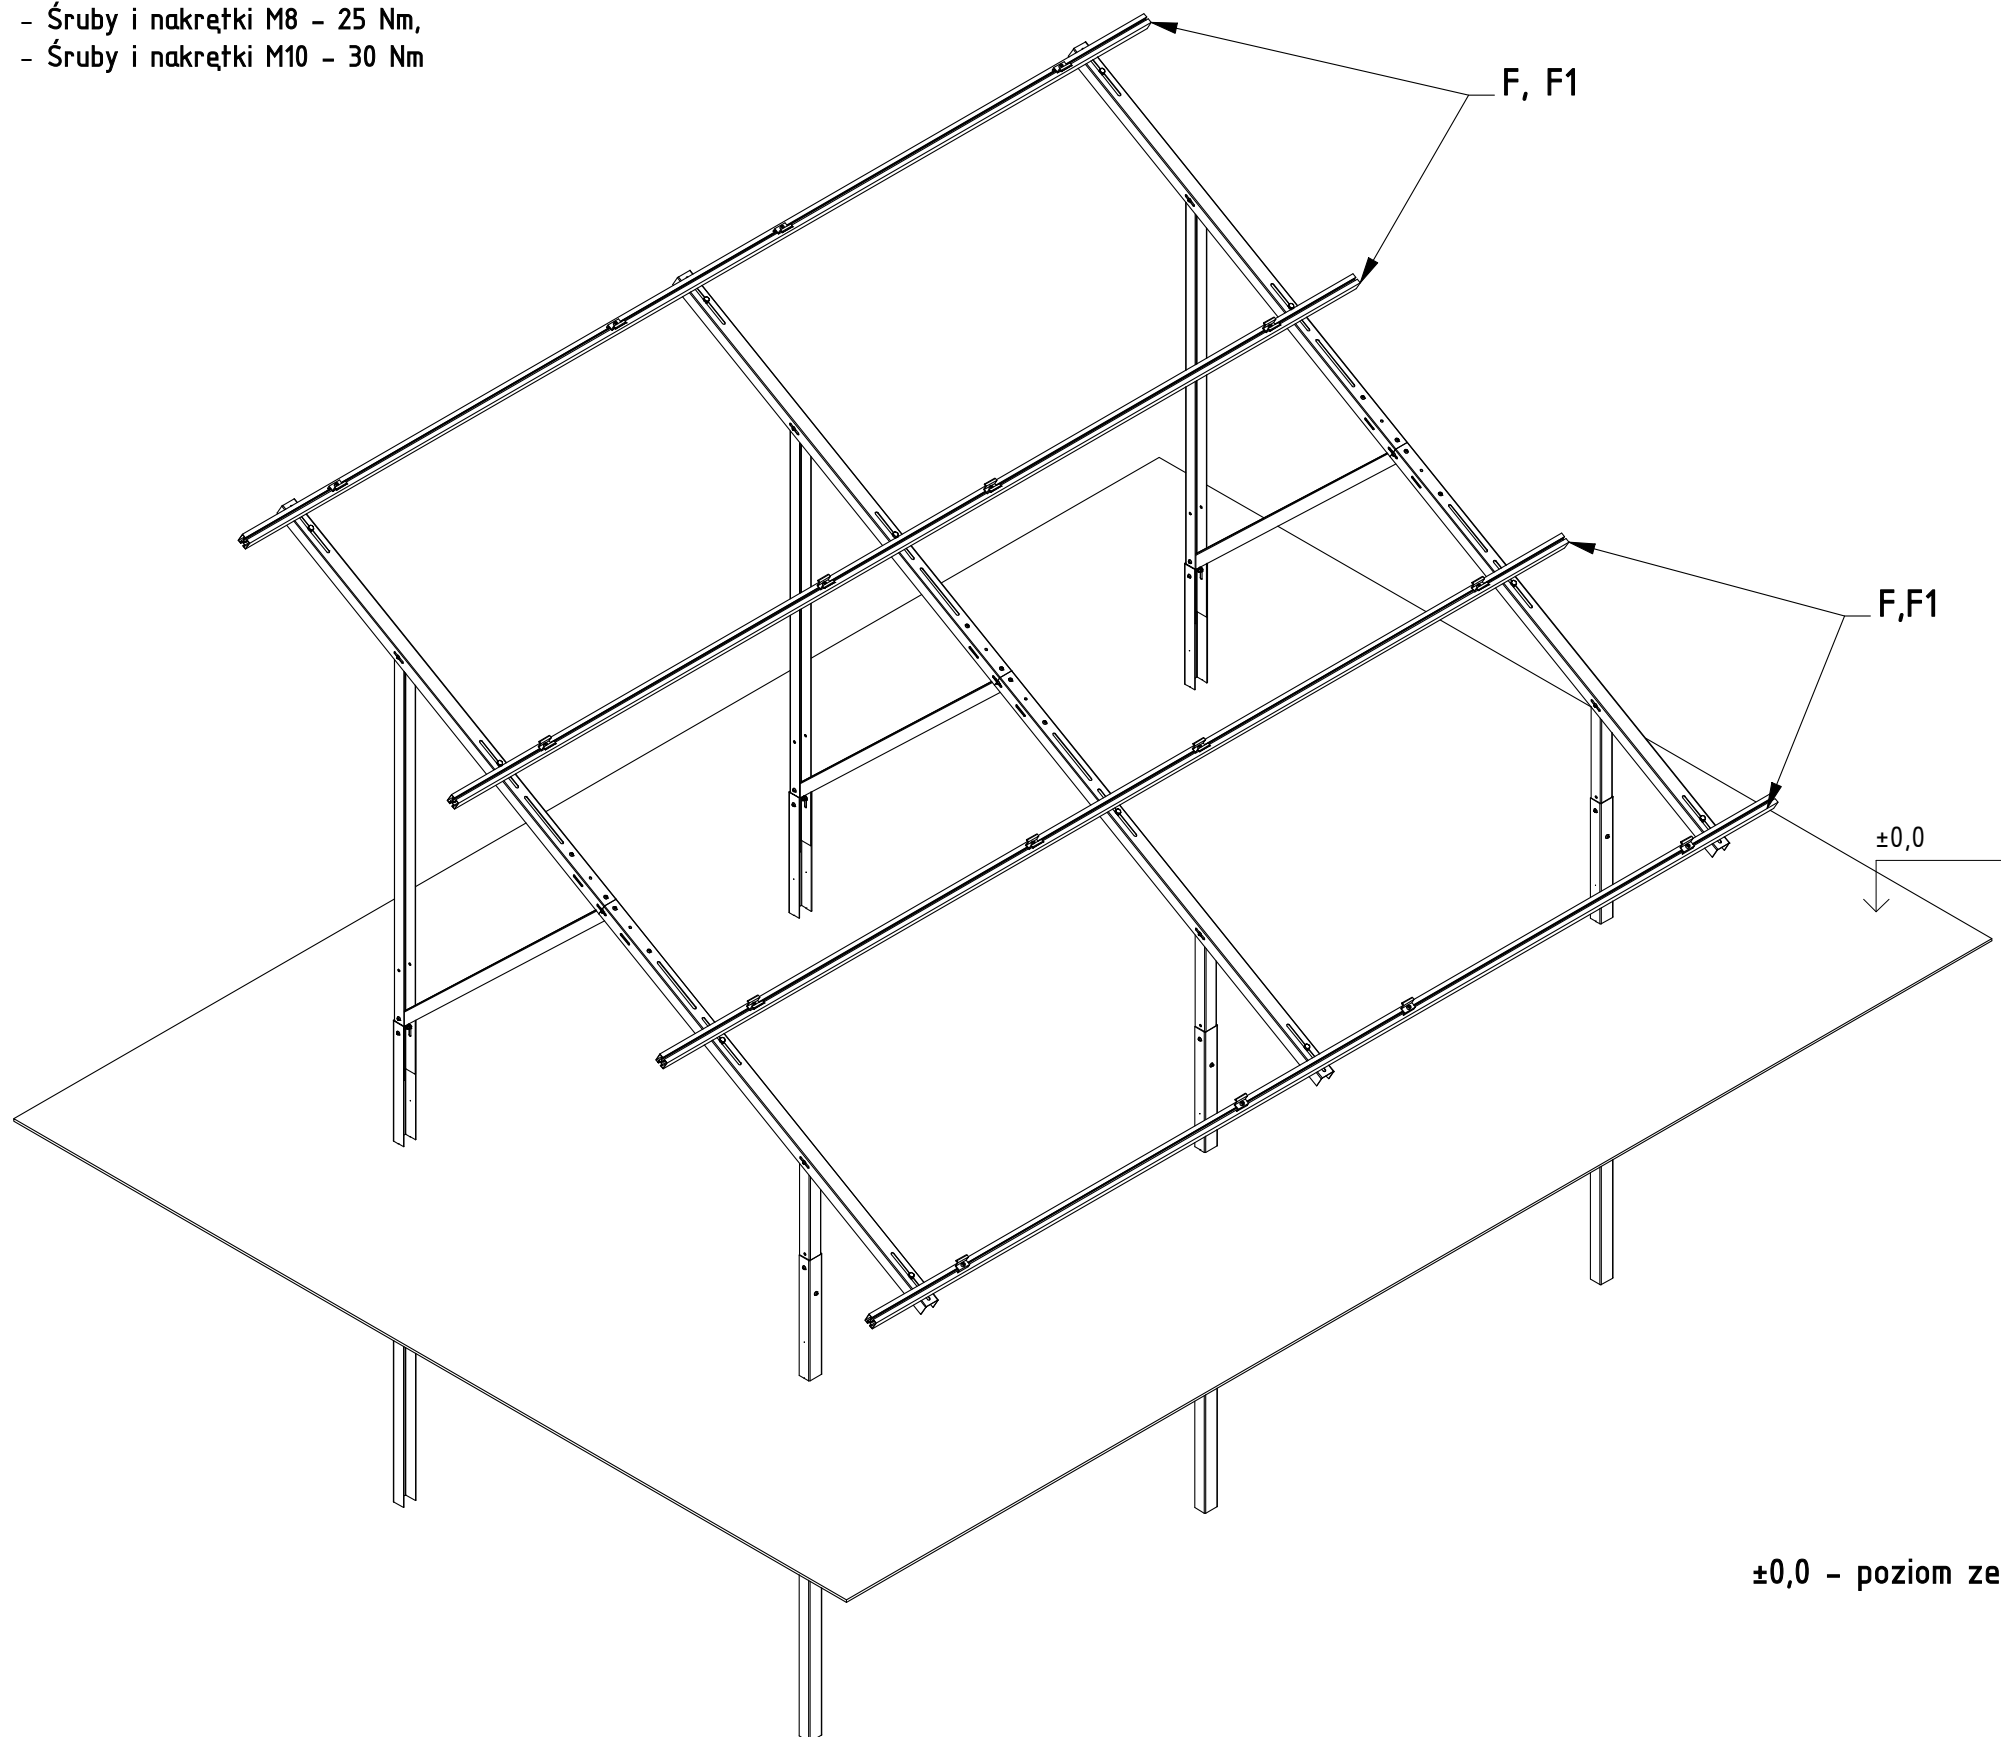 - Śruby i nakrętki M8 - 25 Nm,
- Śruby i nakrętki M10 - 30 Nm
F, F1
F,F1
±0,0
±0,0 - poziom ze